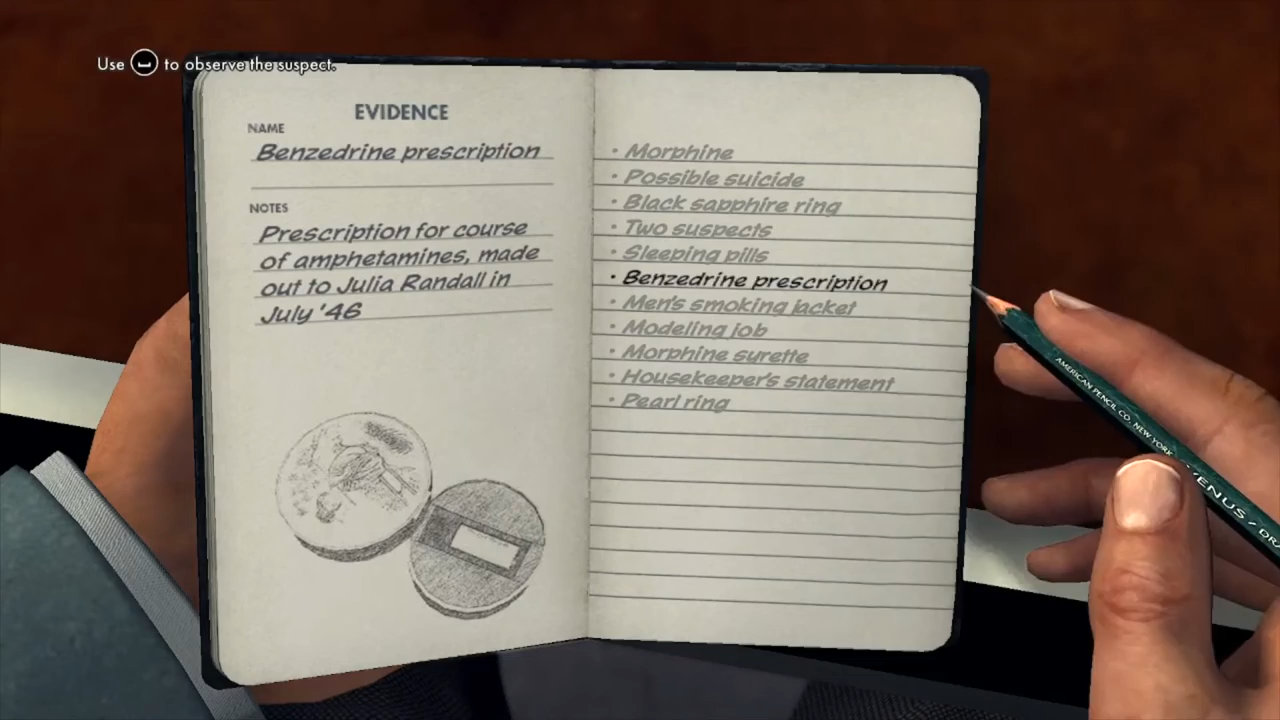 Use to observe the suspect.
EVIDENCE
NAME
Benzedrine prescription
NOTES
Prescription for course
of amphetamines, made
out to Julia Randall in
July '46
• Morphine
• Possible suicide
• Black sapphire ring
• Two suspects
• Sleeping pills
• Benzedrine prescription
• Men's smoking jacket
• Modeling job
• Morphine surette
• Housekeeper's statement
• Pearl ring
AMERICAN PENCIL CO. NEW YORK
VENUS / DRA